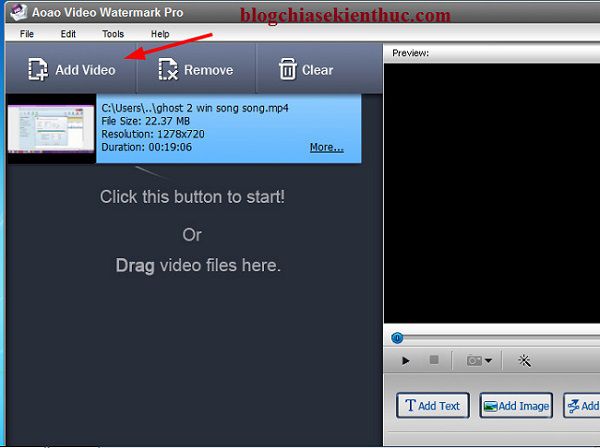 Aoao Video Watermark Pro
blogchiasekienthuc.com
File Edit Tools Help
Add Video Remove Clear
Preview:
C:\Users\..\ghost 2 win song song.mp4
File Size: 22.37 MB
Resolution: 1278x720
Duration: 00:19:06 More...
Click this button to start!
Or
Drag video files here.
Add Text Add Image Add